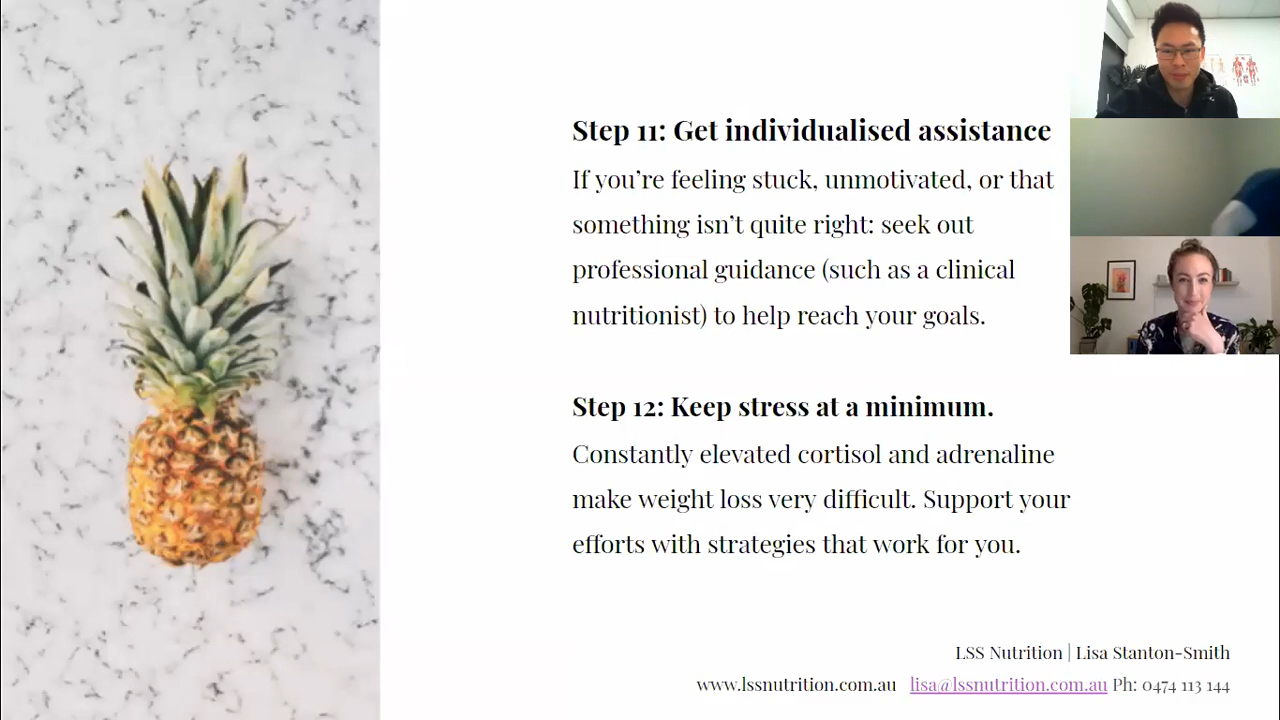 Step 11: Get individualised assistance
If you’re feeling stuck, unmotivated, or that
something isn’t quite right: seek out
professional guidance (such as a clinical
nutritionist) to help reach your goals.
Step 12: Keep stress at a minimum.
Constantly elevated cortisol and adrenaline
make weight loss very difficult. Support your
efforts with strategies that work for you.
LSS Nutrition | Lisa Stanton-Smith
www.lssnutrition.com.au lisa@lssnutrition.com.au Ph: 0474 113 144